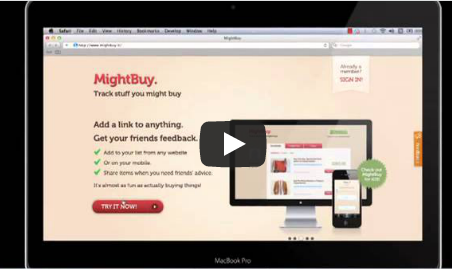 Safari File Edit View History Bookmarks Develop Window Help
MightBuy
http://www.mightbuy.it/
Already a
member?
SIGN IN!
MightBuy.
Track stuff you might buy
Add a link to anything.
Get your friends feedback.
Add to your list from any website
Or on your mobile.
Share items when you need friends' advice.
It's almost as fun as actually buying things!
TRY IT NOW!
Check out
MightBuy
for iOS
MacBook Pro